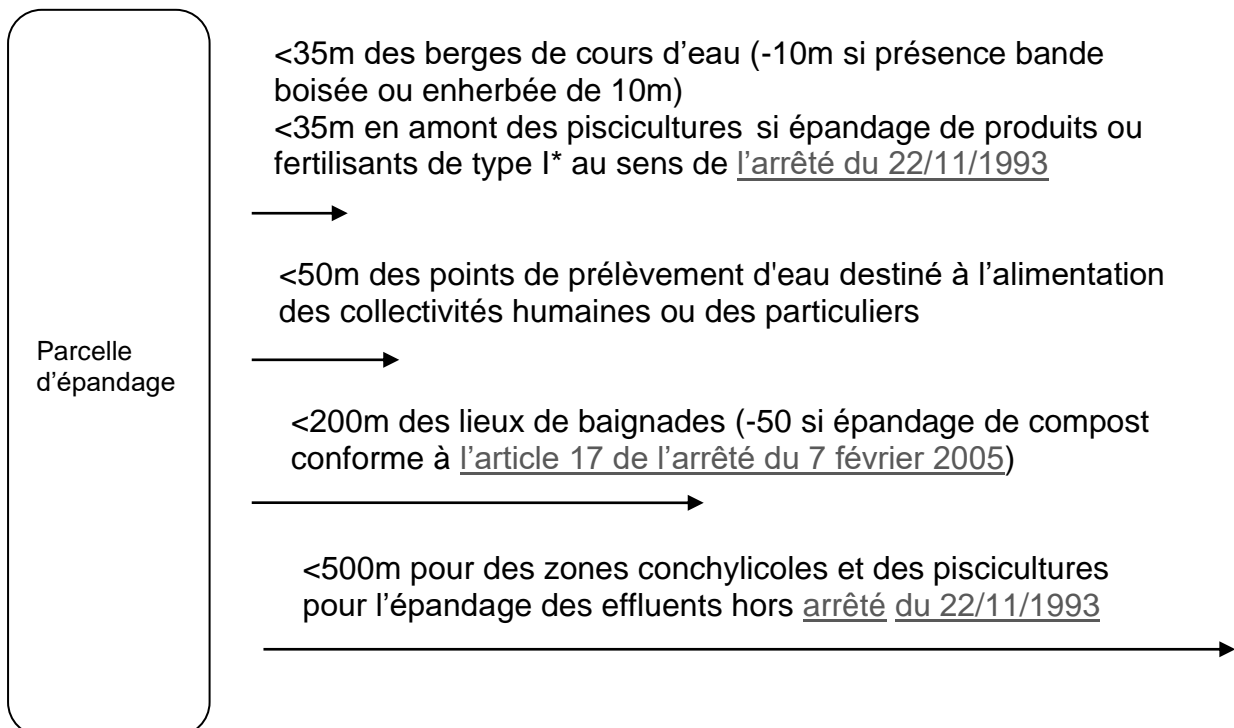 <35m des berges de cours d’eau (-10m si présence bande
boisée ou enherbée de 10m)
<35m en amont des piscicultures si épandage de produits ou
fertilisants de type I* au sens de l’arrêté du 22/11/1993
<50m des points de prélèvement d'eau destiné à l’alimentation
des collectivités humaines ou des particuliers
Parcelle
d’épandage
<200m des lieux de baignades (-50 si épandage de compost
conforme à l’article 17 de l’arrêté du 7 février 2005)
<500m pour des zones conchylicoles et des piscicultures
pour l’épandage des effluents hors arrêté du 22/11/1993